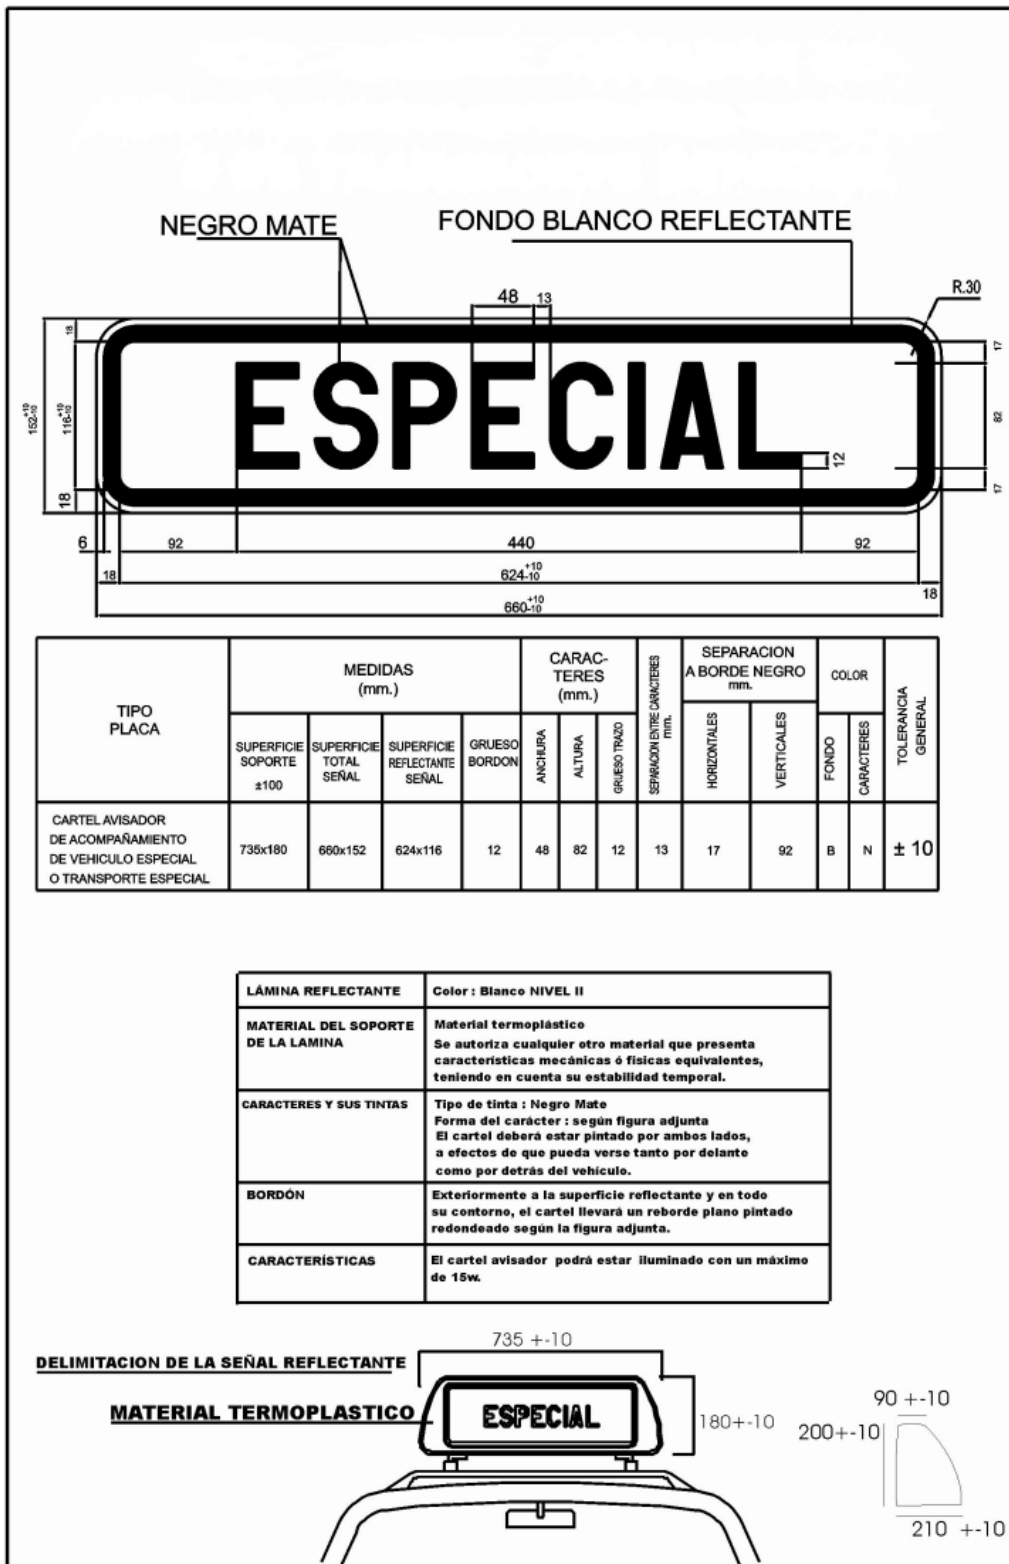 NEGRO MATE
FONDO BLANCO REFLECTANTE
48
13
R.30
18
17
152 +10 -10
116 +10 -10
ESPECIAL
82
12
18
17
6
92
440
92
18
624 +10 -10
18
660 +10 -10
TIPO
PLACA
MEDIDAS
(mm.)
CARAC-
TERES
(mm.)
SEPARACION ENTRE CARACTERES
mm.
SEPARACION
A BORDE NEGRO
mm.
COLOR
TOLERANCIA
GENERAL
SUPERFICIE
SOPORTE
±100
SUPERFICIE
TOTAL
SEÑAL
SUPERFICIE
REFLECTANTE
SEÑAL
GRUESO
BORDON
ANCHURA
ALTURA
GRUESO TRAZO
HORIZONTALES
VERTICALES
FONDO
CARACTERES
CARTEL AVISADOR
DE ACOMPAÑAMIENTO
DE VEHICULO ESPECIAL
O TRANSPORTE ESPECIAL
735x180
660x152
624x116
12
48
82
12
13
17
92
B
N
± 10
LÁMINA REFLECTANTE
Color : Blanco NIVEL II
MATERIAL DEL SOPORTE
DE LA LAMINA
Material termoplástico
Se autoriza cualquier otro material que presenta
características mecánicas ó fisicas equivalentes,
teniendo en cuenta su estabilidad temporal.
CARACTERES Y SUS TINTAS
Tipo de tinta : Negro Mate
Forma del carácter : según figura adjunta
El cartel deberá estar pintado por ambos lados,
a efectos de que pueda verse tanto por delante
como por detrás del vehículo.
BORDÓN
Exteriormente a la superficie reflectante y en todo
su contorno, el cartel llevará un reborde plano pintado
redondeado según la figura adjunta.
CARACTERÍSTICAS
El cartel avisador podrá estar iluminado con un máximo
de 15w.
735 +-10
DELIMITACION DE LA SEÑAL REFLECTANTE
MATERIAL TERMOPLASTICO
ESPECIAL
180+-10
90 +-10
200+-10
210 +-10